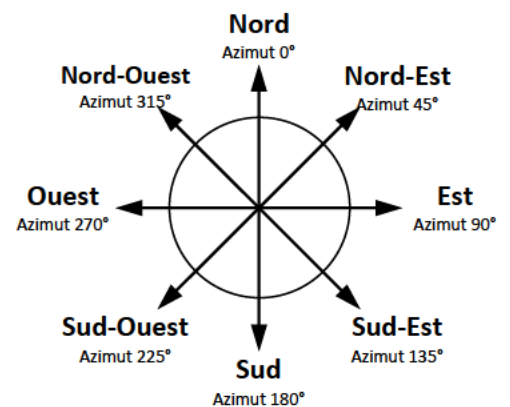 Nord
Azimut 0°
Nord-Ouest
Azimut 315°
Nord-Est
Azimut 45°
Ouest
Azimut 270°
Est
Azimut 90°
Sud-Ouest
Azimut 225°
Sud-Est
Azimut 135°
Sud
Azimut 180°